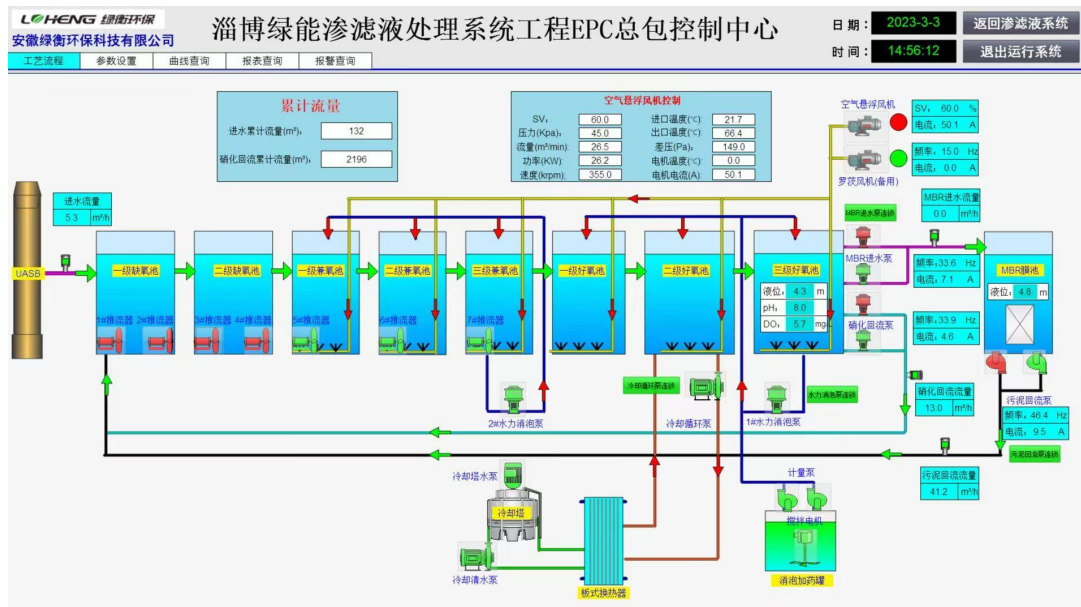 LVHENG 绿衡环保
安徽绿衡环保科技有限公司
淄博绿能渗滤液处理系统工程EPC总包控制中心
日期：
2023-3-3
时间：
14:56:12
返回渗滤液系统
退出运行系统
工艺流程
参数设置
曲线查询
报表查询
报警查询
累计流量
进水累计流量(m³)，
132
硝化回流累计流量(m³)，
2196
空气悬浮风机控制
SV，
60.0
进口温度(℃)
21.7
压力(Kpa)，
45.0
出口温度(℃)
66.4
流量(m³/min)
26.5
差压(Pa)，
149.0
功率(KW)
26.2
电机温度(℃)
0.0
速度(krpm)
355.0
电机电流(A)
50.1
空气悬浮风机
SV， 60.0 %
电流，50.1 A
频率，15.0 Hz
电流，0.0 A
罗茨风机(备用)
进水流量
5.3 m³/h
MBR进水泵连锁
MBR进水流量
0.0 m³/h
UASB
一级缺氧池
二级缺氧池
一级兼氧池
二级兼氧池
三级兼氧池
一级好氧池
二级好氧池
三级好氧池
MBR膜池
液位，4.3 m
pH，8.0
DO，5.7 mg/L
MBR进水泵
频率，33.6 Hz
电流，7.1 A
液位，4.8 m
1#推流器
2#推流器
3#推流器
4#推流器
5#推流器
6#推流器
7#推流器
硝化回流泵
频率，33.9 Hz
电流，4.6 A
冷却循环泵连锁
水力消泡泵连锁
硝化回流流量
13.0 m³/h
污泥回流泵
频率，46.4 Hz
电流，9.5 A
2#水力消泡泵
冷却循环泵
1#水力消泡泵
污泥回流泵连锁
污泥回流流量
41.2 m³/h
冷却塔水泵
计量泵
冷却塔
搅拌电机
冷却清水泵
板式换热器
消泡加药罐